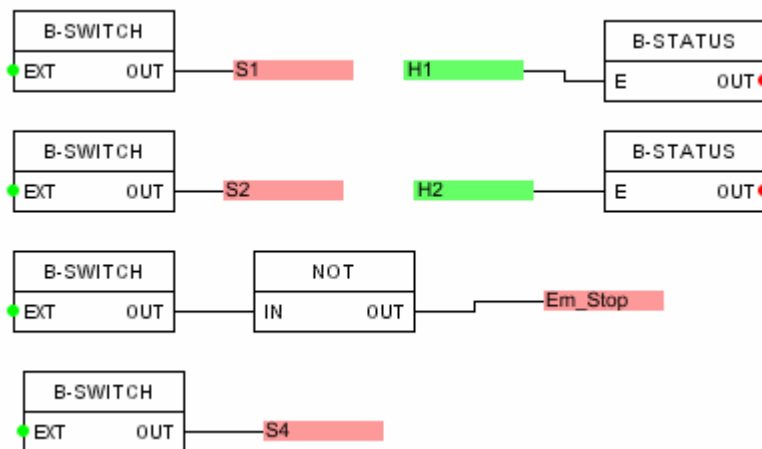 B-SWITCH
EXT OUT S1
H1
B-STATUS
E OUT
B-SWITCH
EXT OUT S2
H2
B-STATUS
E OUT
B-SWITCH
EXT OUT
NOT
IN OUT
Em_Stop
B-SWITCH
EXT OUT S4